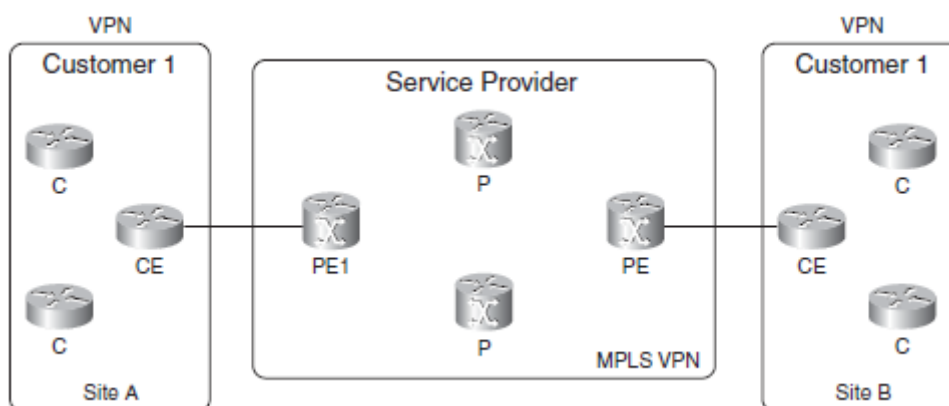 VPN
VPN
Customer 1
Service Provider
Customer 1
C
P
C
CE
PE1
PE
CE
C
P
C
MPLS VPN
Site A
Site B